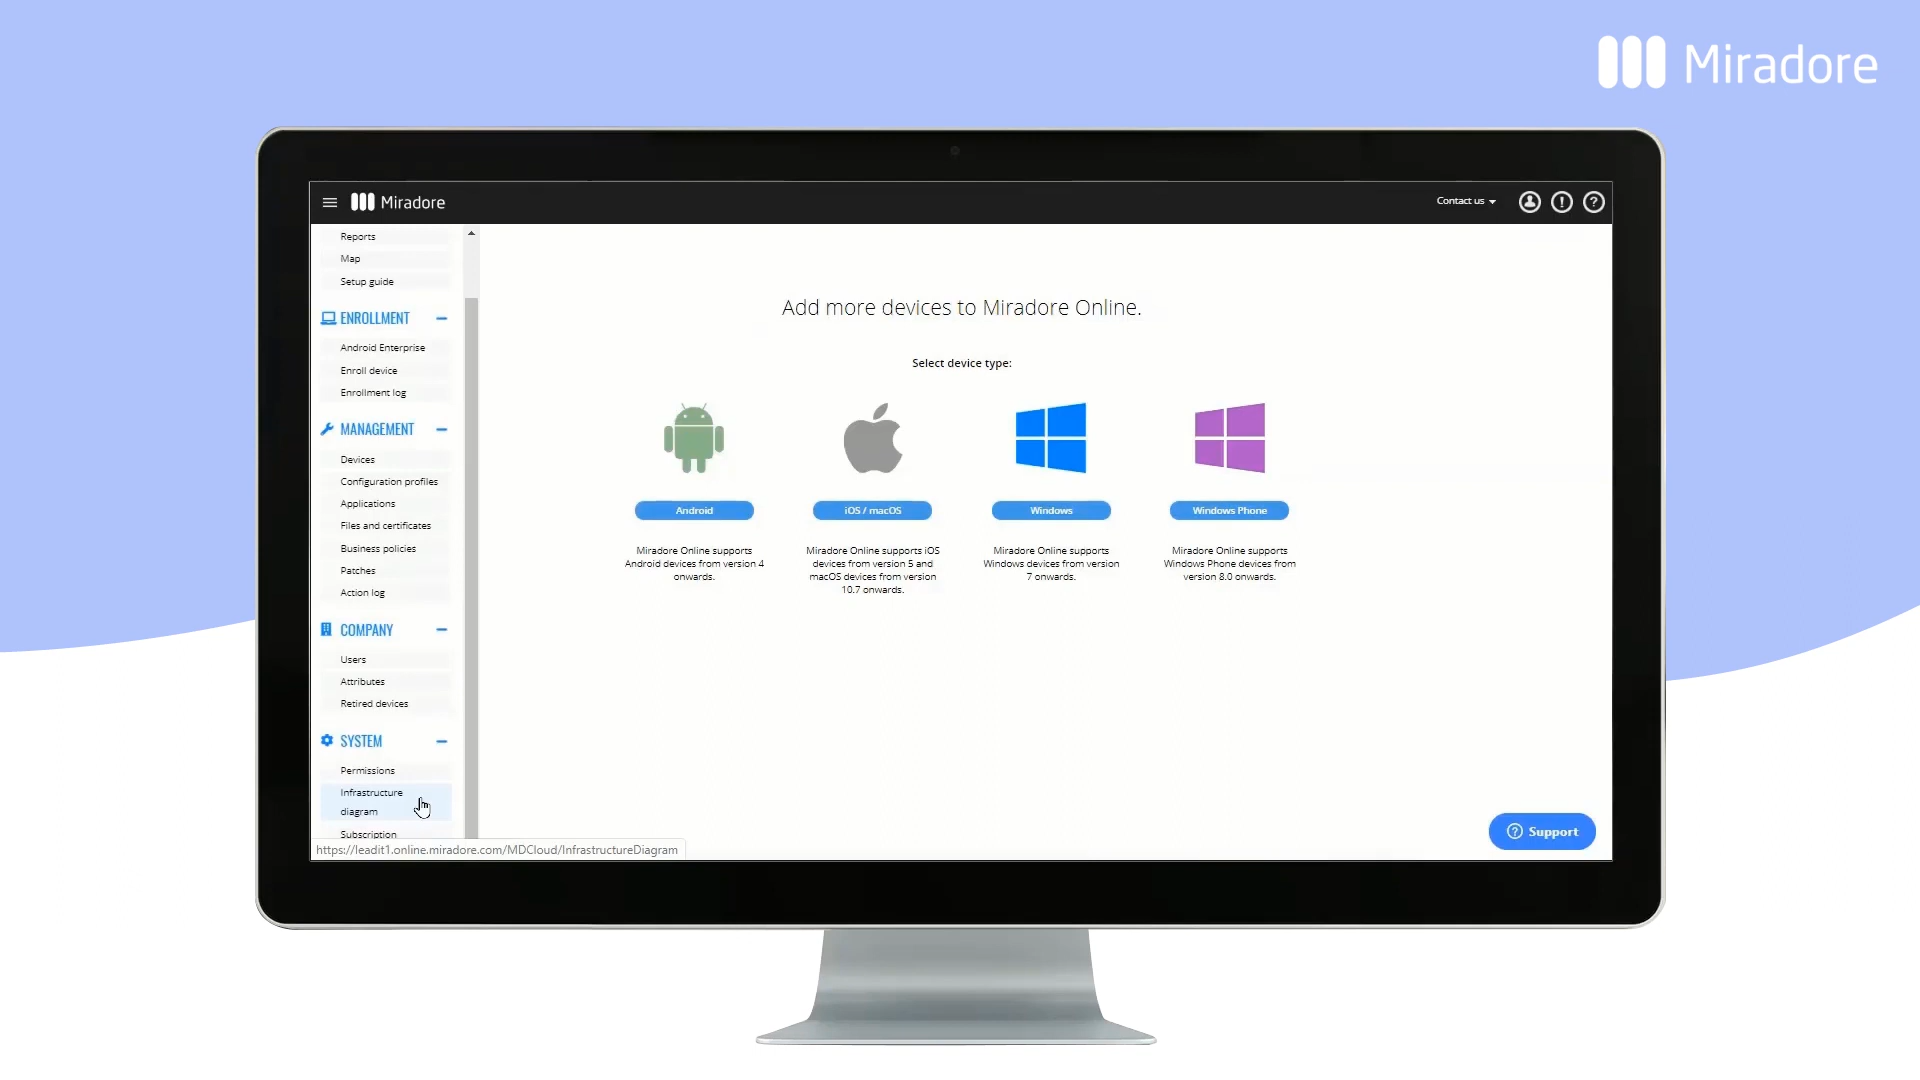 Miradore
Miradore
Contact us
Reports
Map
Setup guide
ENROLLMENT
Android Enterprise
Enroll device
Enrollment log
MANAGEMENT
Devices
Configuration profiles
Applications
Files and certificates
Business policies
Patches
Action log
COMPANY
Users
Attributes
Retired devices
SYSTEM
Permissions
Infrastructure
diagram
Subscription
https://leadit1.online.miradore.com/MDCloud/InfrastructureDiagram
Add more devices to Miradore Online.
Select device type:
Android
Miradore Online supports
Android devices from version 4
onwards.
iOS / macOS
Miradore Online supports iOS
devices from version 5 and
macOS devices from version
10.7 onwards.
Windows
Miradore Online supports
Windows devices from version
7 onwards.
Windows Phone
Miradore Online supports
Windows Phone devices from
version 8.0 onwards.
Support